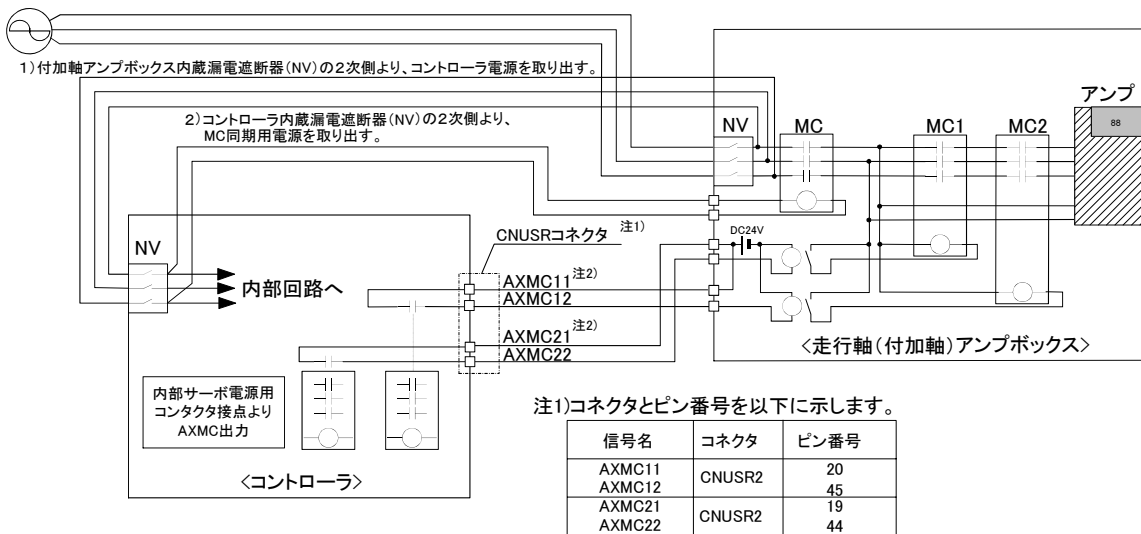 1)付加軸アンプボックス内蔵漏電遮断器(NV)の2次側より、コントローラ電源を取り出す。
2)コントローラ内蔵漏電遮断器(NV)の2次側より、
MC同期用電源を取り出す。
アンプ
88
NV
MC
MC1
MC2
DC24V
<走行軸(付加軸)アンプボックス>
NV
内部回路へ
CNUSRコネクタ 注1)
AXMC11 注2)
AXMC12
AXMC21 注2)
AXMC22
内部サーボ電源用
コンタクタ接点より
AXMC出力
<コントローラ>
注1)コネクタとピン番号を以下に示します。
信号名 コネクタ ピン番号
AXMC11 CNUSR2 20
AXMC12 45
AXMC21 CNUSR2 19
AXMC22 44